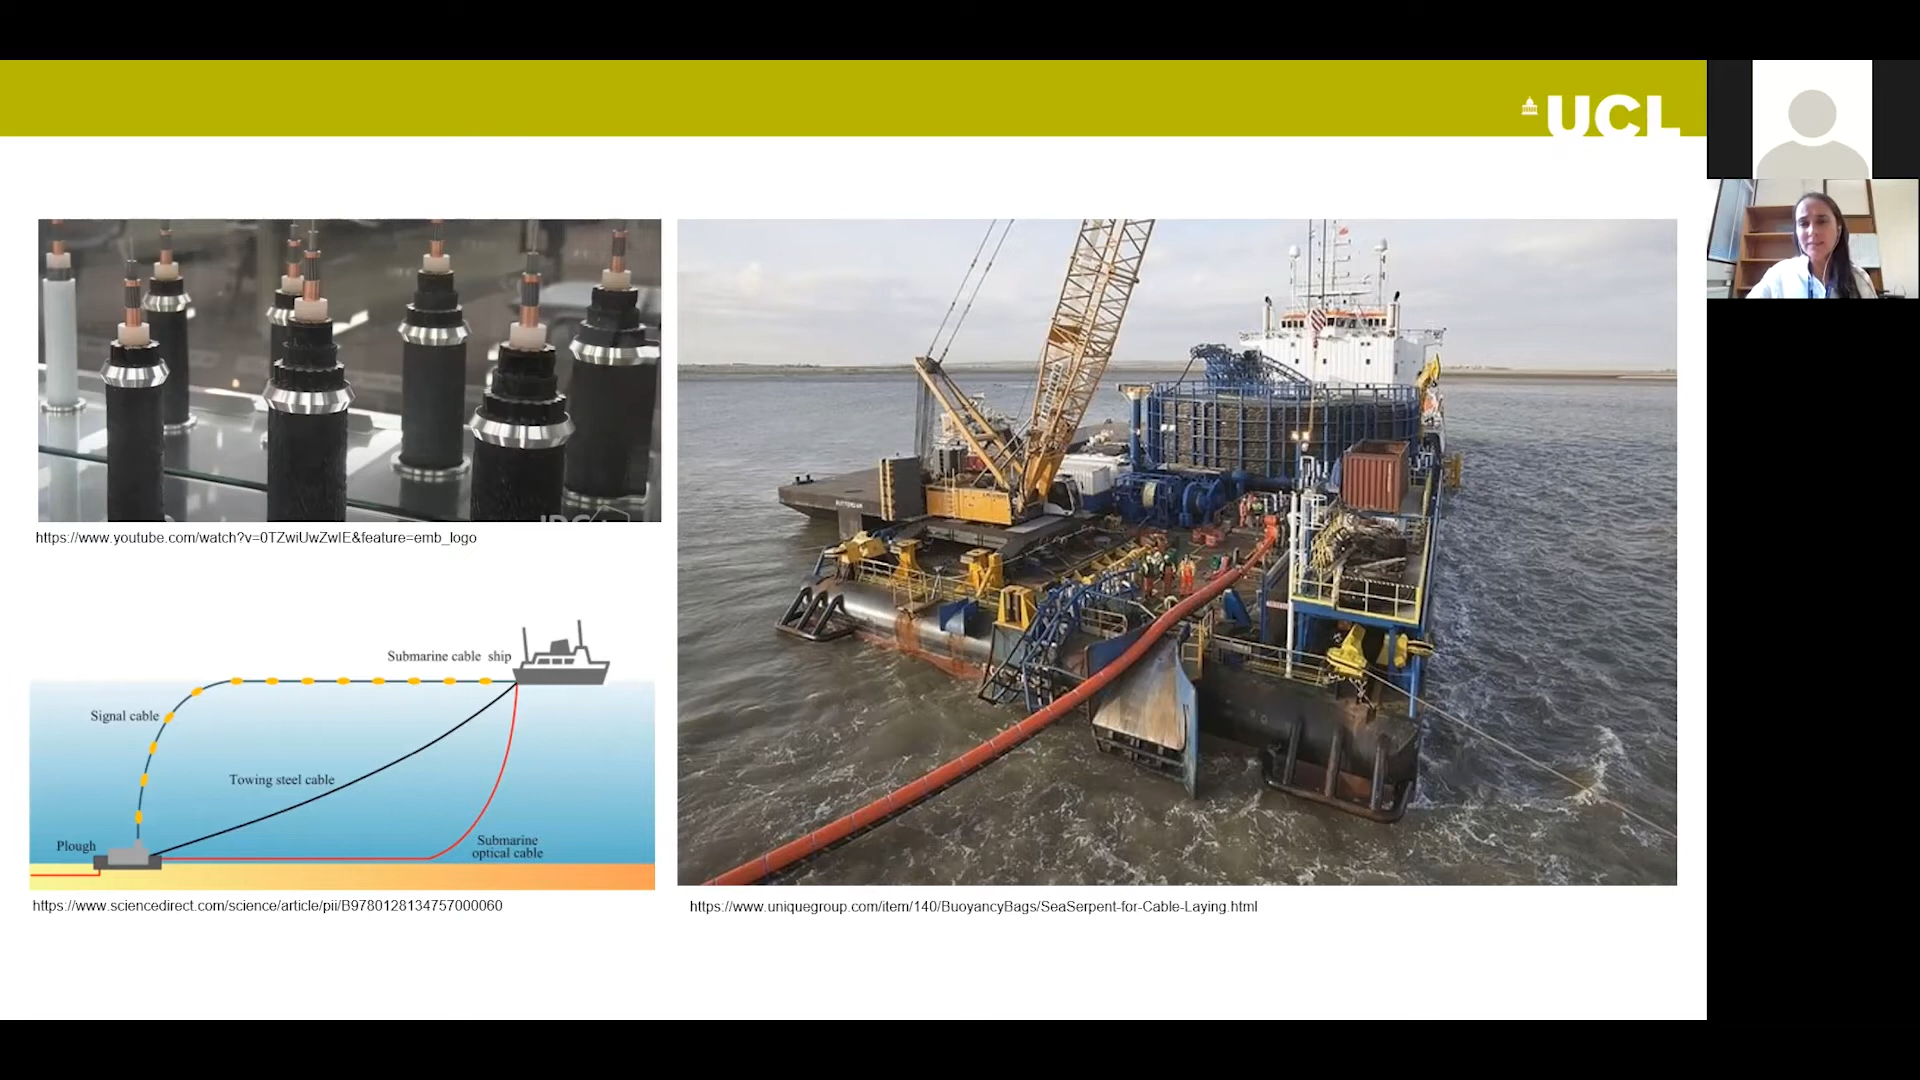 UCL
https://www.youtube.com/watch?v=0TZwiUwZwIE&feature=emb_logo
Submarine cable ship
Signal cable
Towing steel cable
Plough
Submarine
optical cable
https://www.sciencedirect.com/science/article/pii/B9780128134757000060
https://www.uniquegroup.com/item/140/BuoyancyBags/SeaSerpent-for-Cable-Laying.html